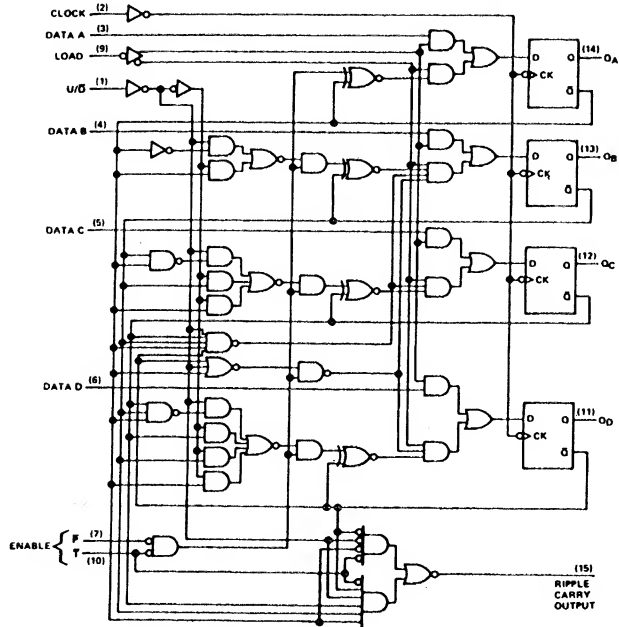 CLOCK (2)
DATA A (3)
LOAD (9)
U/D̅ (1)
DATA B (4)
DATA C (5)
DATA D (6)
ENABLE { P̅ (7)
T̅ (10)
D Q (14) QA
CK
Q̅
D Q (13) QB
CK
Q̅
D Q (12) QC
CK
Q̅
D Q (11) QD
CK
Q̅
(15)
RIPPLE
CARRY
OUTPUT